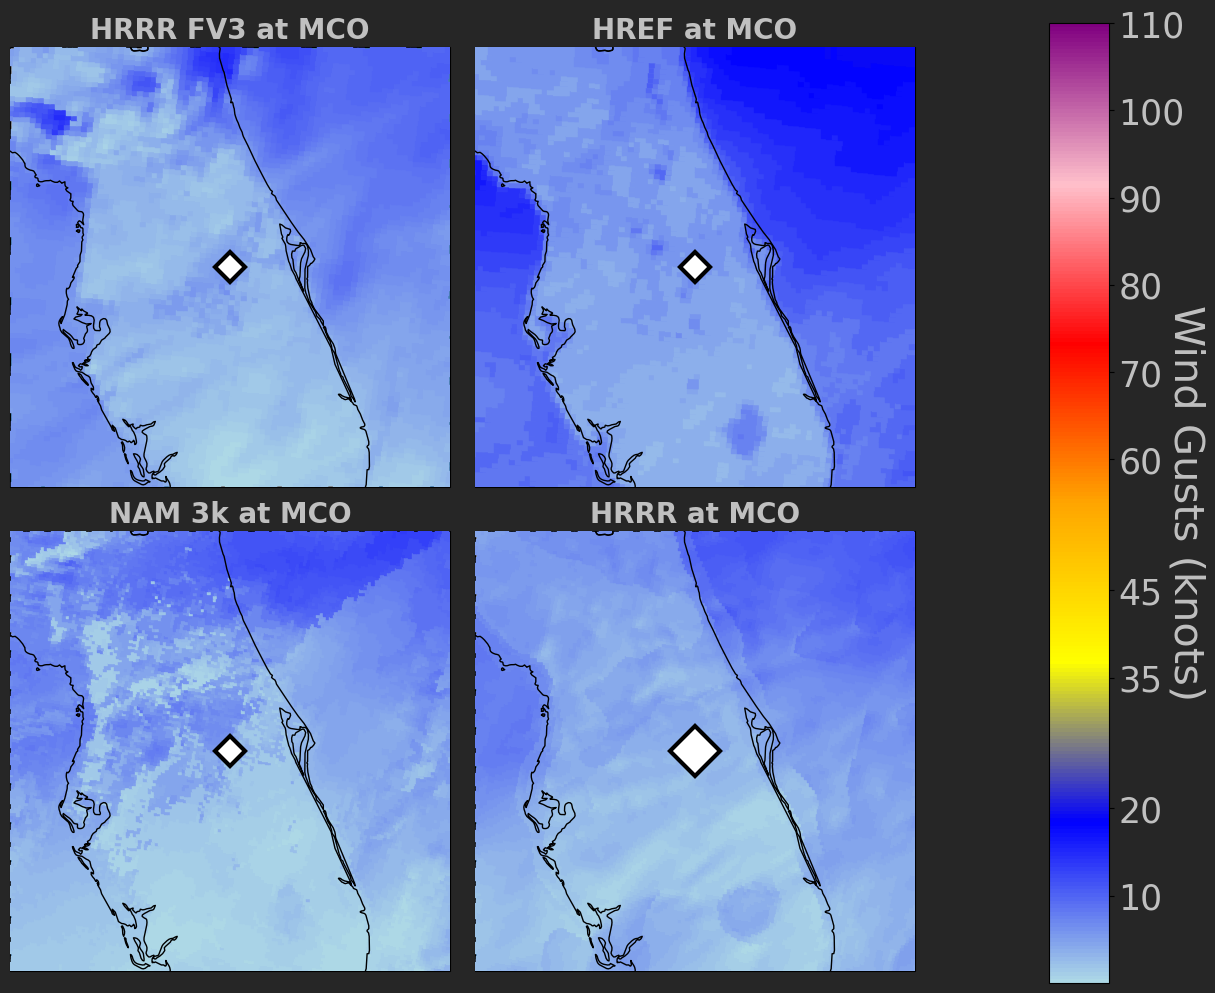 HRRR FV3 at MCO
HREF at MCO
NAM 3k at MCO
HRRR at MCO
110
100
90
80
70
60
45
35
20
10
Wind Gusts (knots)